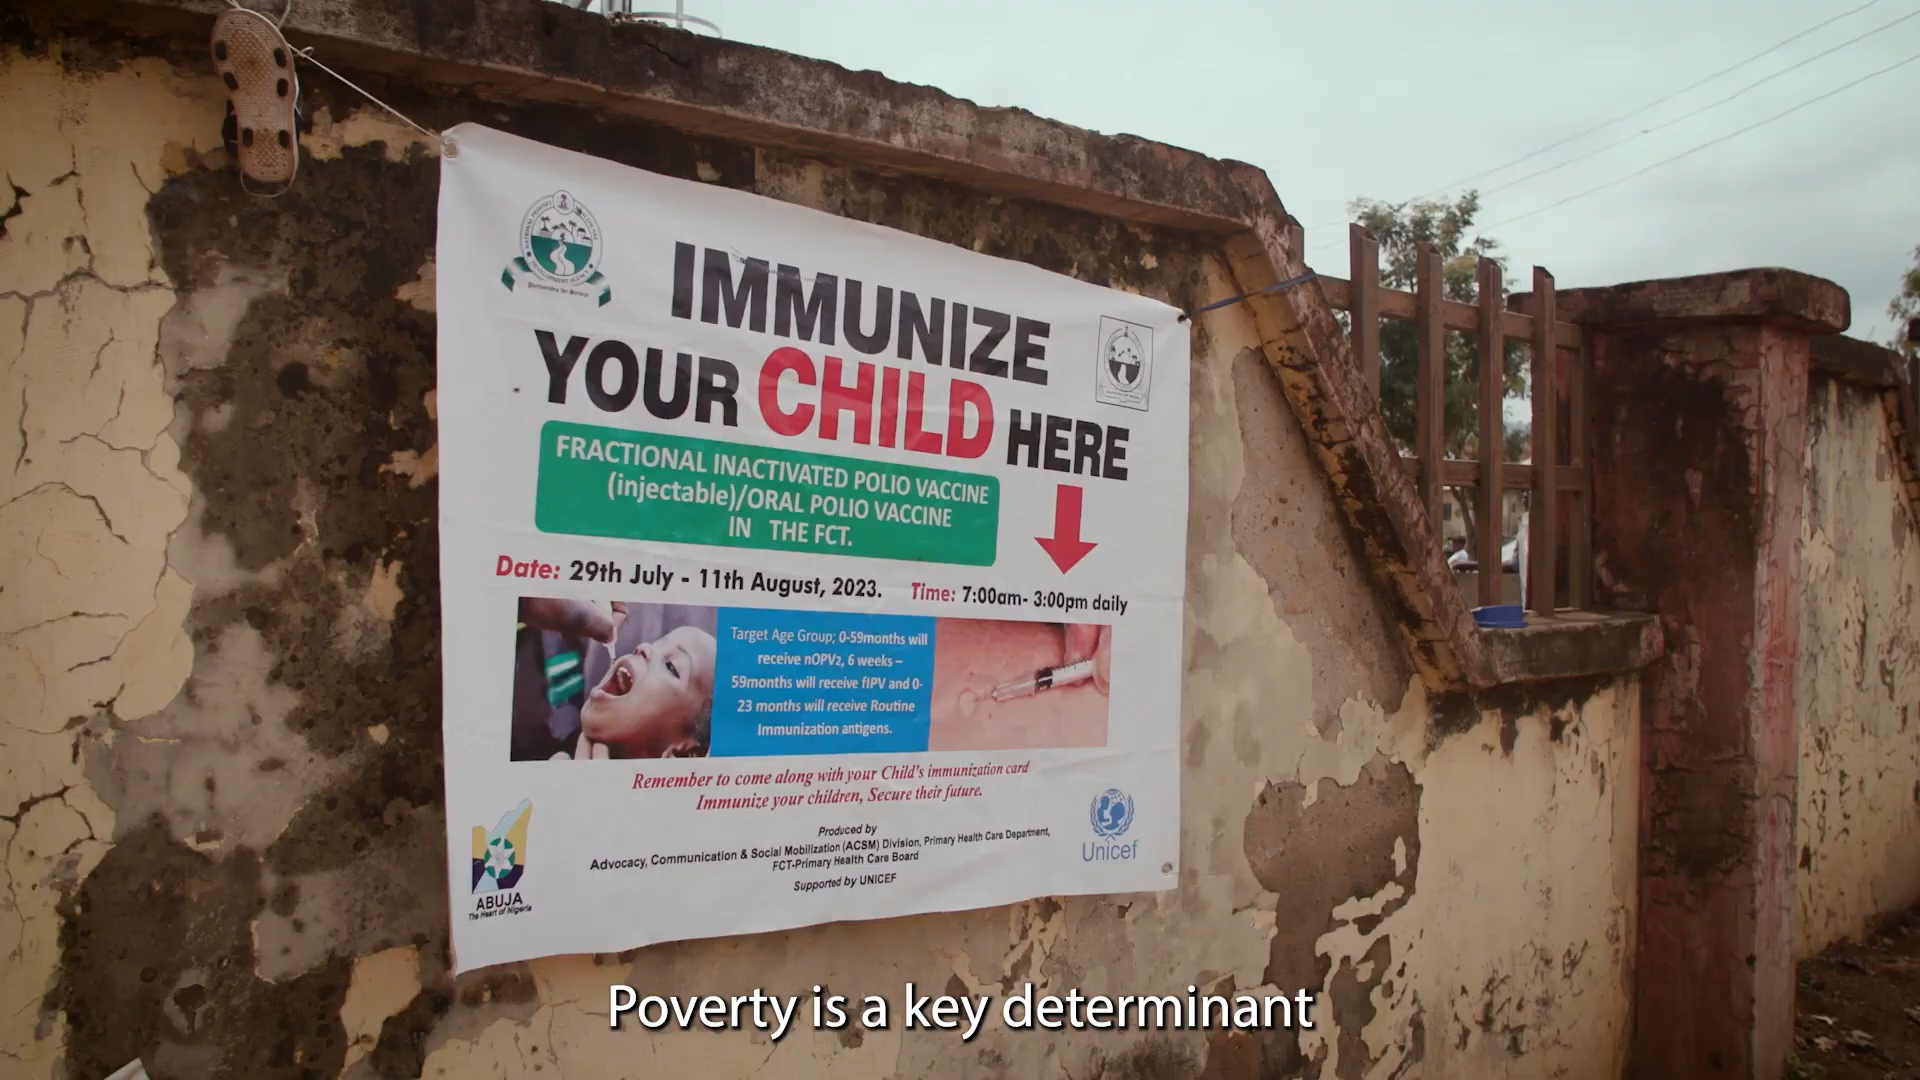 IMMUNIZE
YOUR CHILD HERE
FRACTIONAL INACTIVATED POLIO VACCINE
(injectable)/ORAL POLIO VACCINE
IN THE FCT.
Date: 29th July - 11th August, 2023. Time: 7:00am- 3:00pm daily
Target Age Group; 0-59months will
receive nOPV2, 6 weeks –
59months will receive fIPV and 0-
23 months will receive Routine
Immunization antigens.
Remember to come along with your Child's immunization card
Immunize your children, Secure their future.
Produced by
Advocacy, Communication & Social Mobilization (ACSM) Division, Primary Health Care Department,
FCT-Primary Health Care Board
Supported by UNICEF
ABUJA
The Heart of Nigeria
Unicef
Poverty is a key determinant